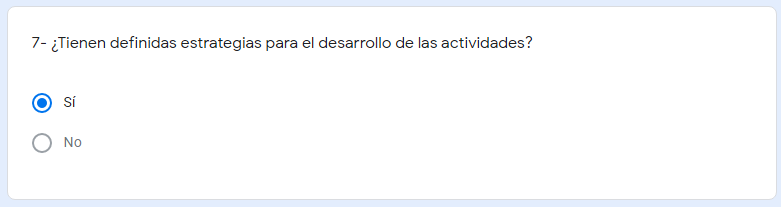 7- ¿Tienen definidas estrategias para el desarrollo de las actividades?
Sí
No